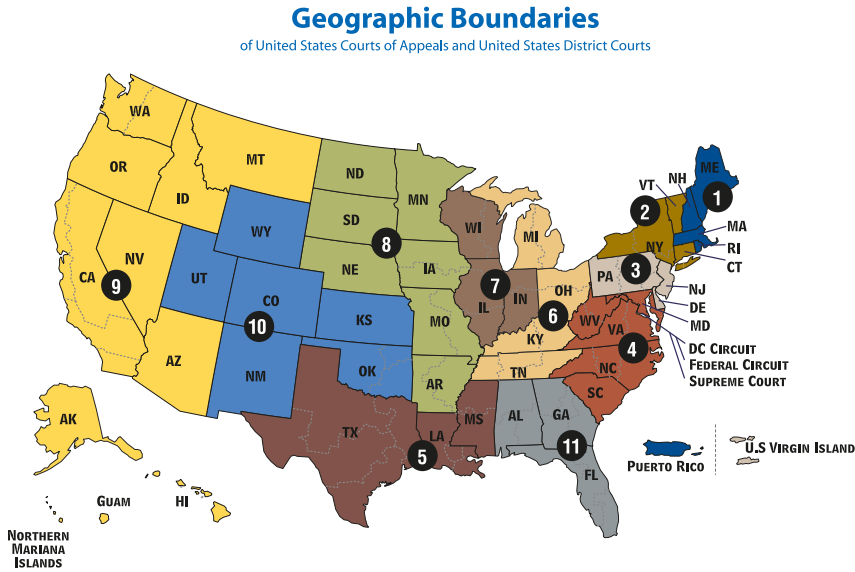 Geographic Boundaries
of United States Courts of Appeals and United States District Courts
WA
MT
ND
MN
ME
OR
VT
NH
1
ID
SD
WI
MI
2
MA
WY
8
NY
RI
NV
NE
IA
PA
3
CT
CA
9
UT
7
OH
NJ
CO
IL
IN
6
DE
10
KS
MO
WV
VA
MD
KY
4
DC CIRCUIT
AZ
NM
OK
TN
NC
FEDERAL CIRCUIT
AR
SC
SUPREME COURT
AK
TX
LA
MS
AL
GA
5
11
PUERTO RICO
U.S VIRGIN ISLAND
FL
GUAM
HI
NORTHERN
MARIANA
ISLANDS